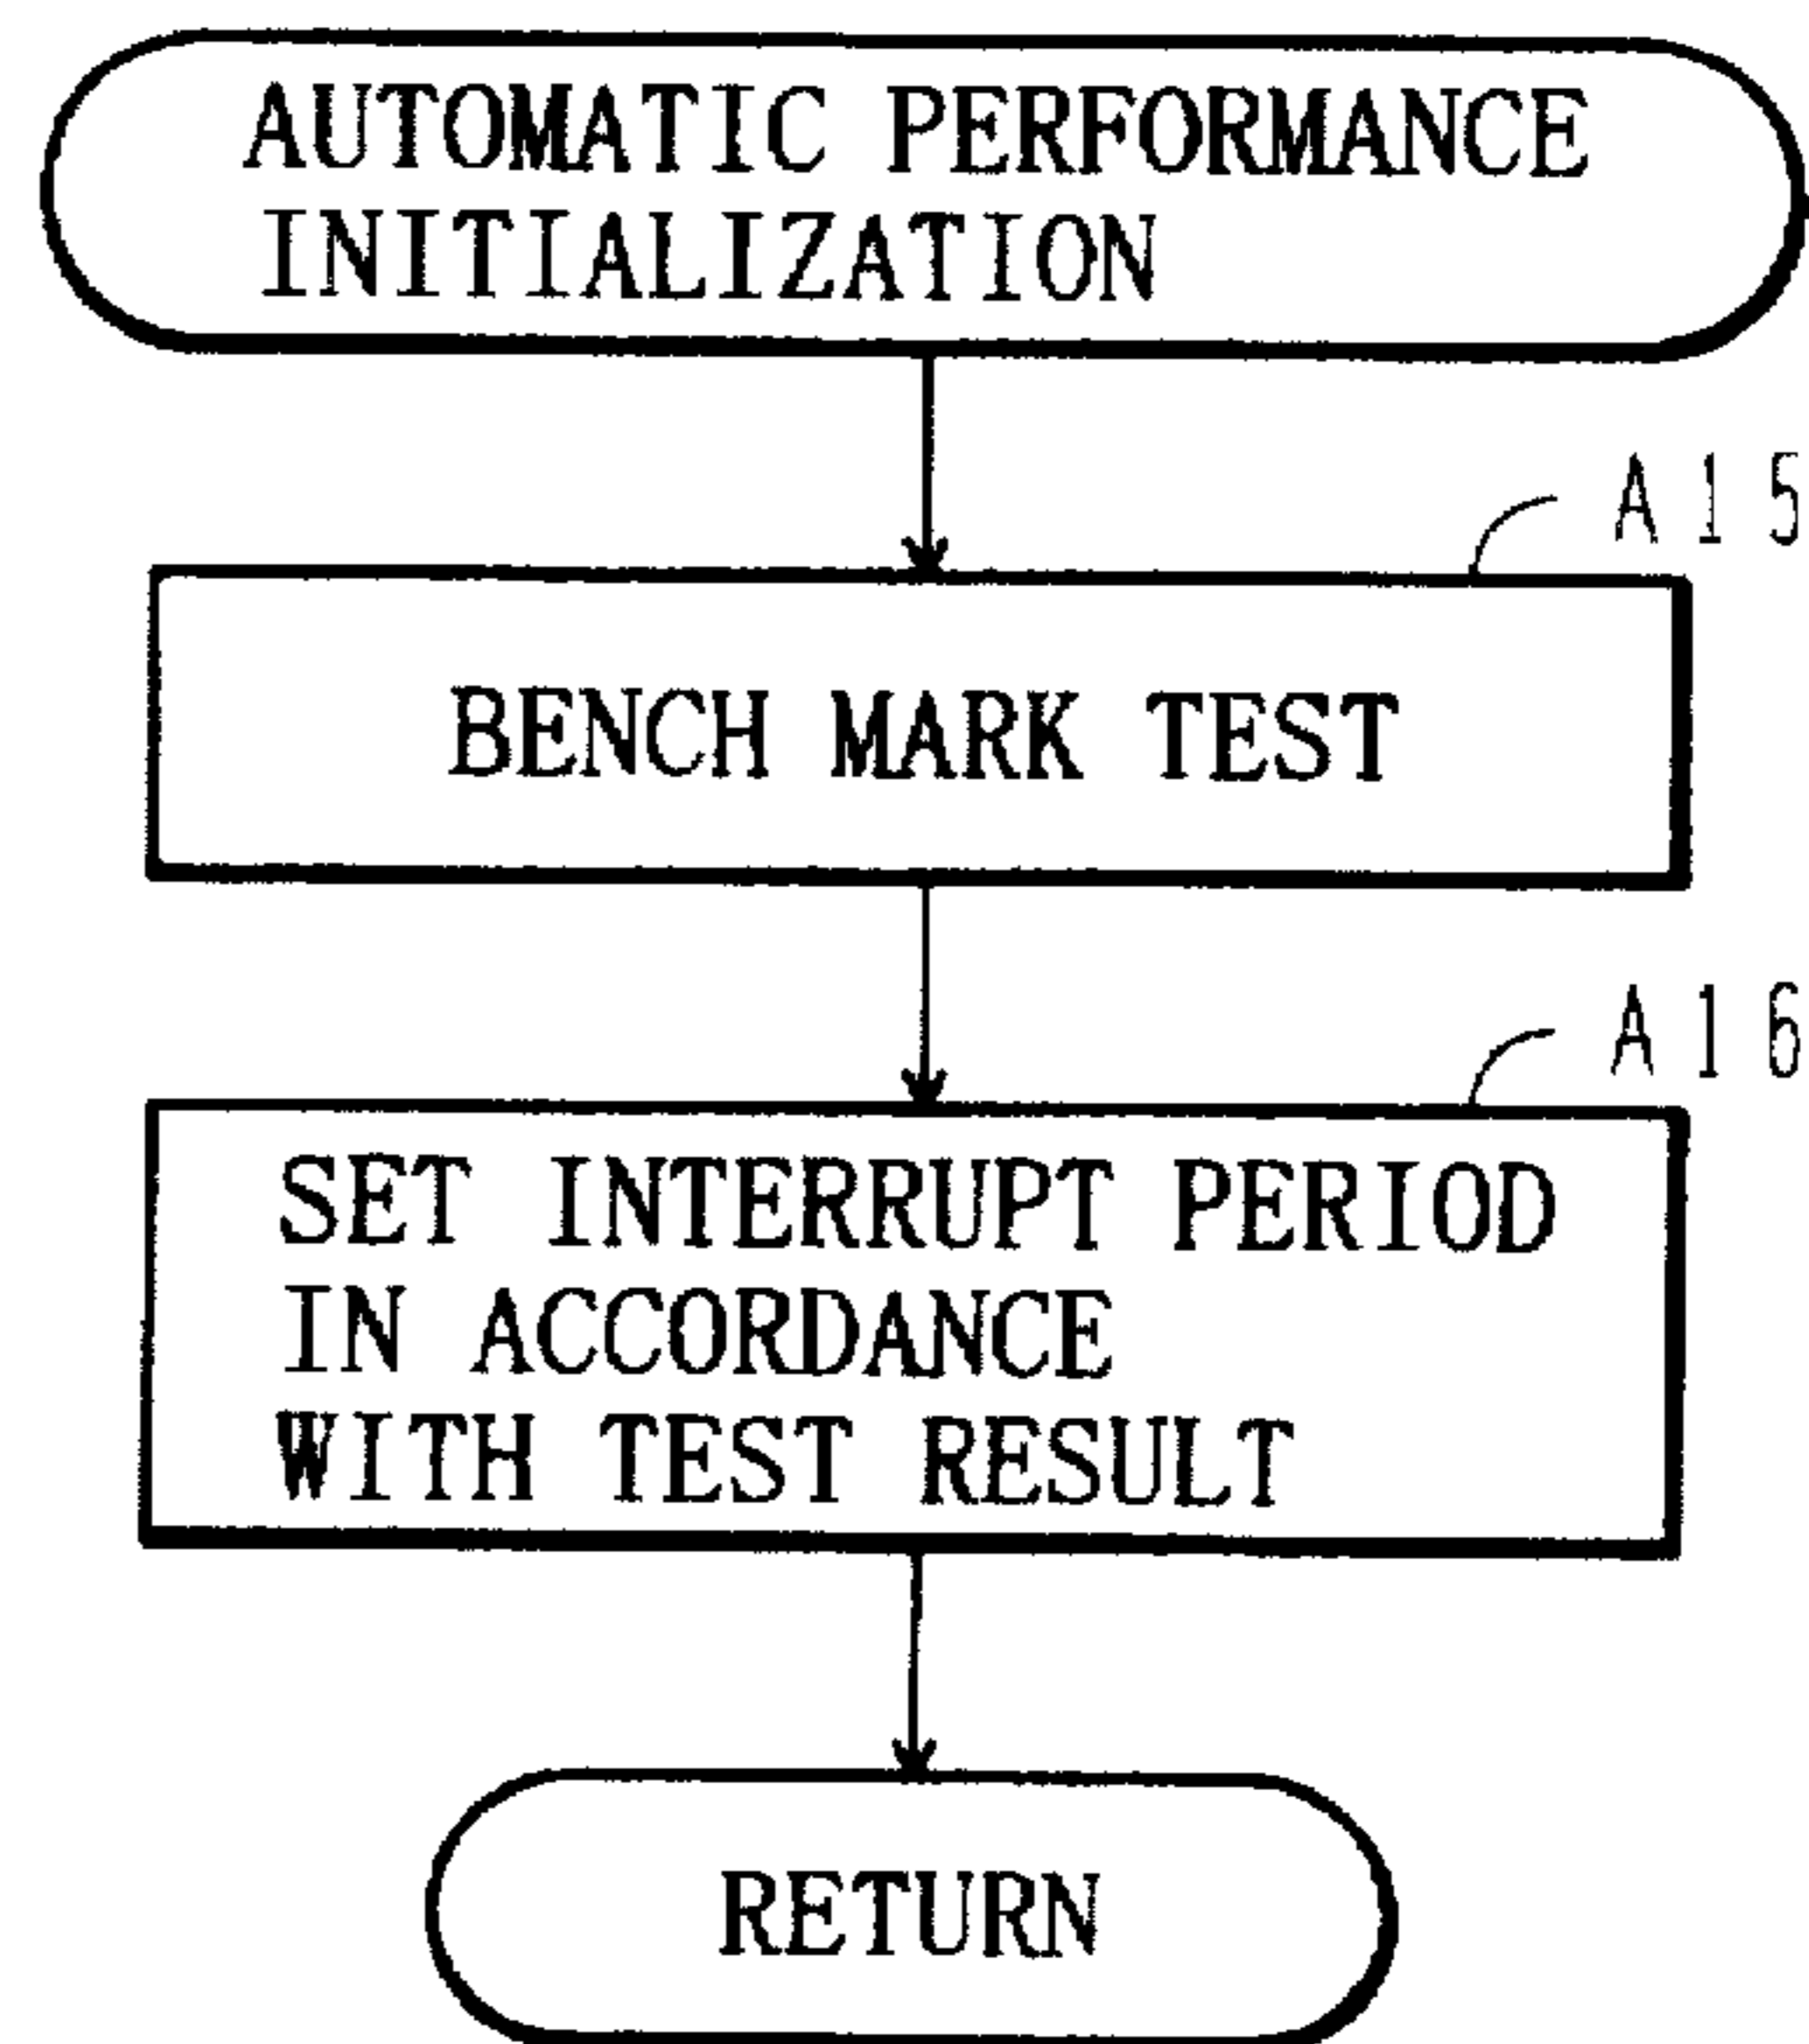 AUTOMATIC PERFORMANCE
INITIALIZATION
A15
BENCH MARK TEST
A16
SET INTERRUPT PERIOD
IN ACCORDANCE
WITH TEST RESULT
RETURN